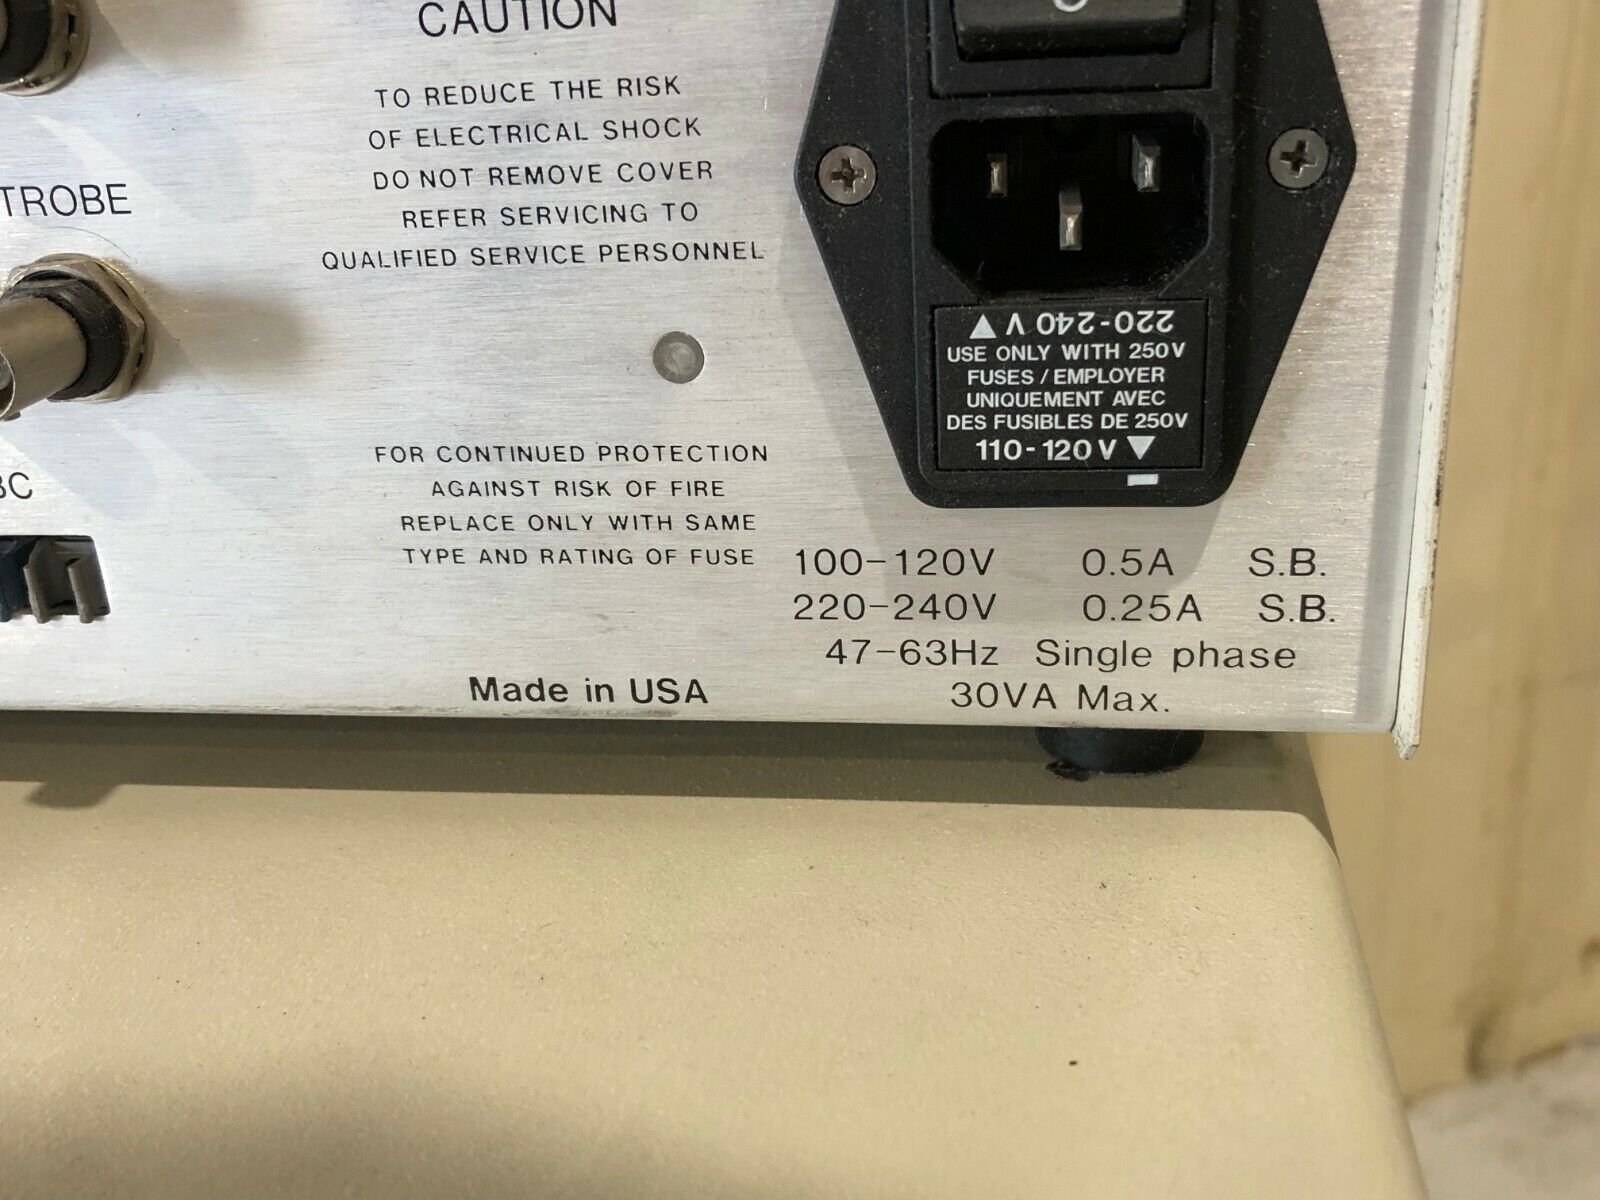 CAUTION
TO REDUCE THE RISK
OF ELECTRICAL SHOCK
DO NOT REMOVE COVER
REFER SERVICING TO
QUALIFIED SERVICE PERSONNEL
TROBE
BC
FOR CONTINUED PROTECTION
AGAINST RISK OF FIRE
REPLACE ONLY WITH SAME
TYPE AND RATING OF FUSE
Made in USA
O
220-240 V ▲
USE ONLY WITH 250V
FUSES / EMPLOYER
UNIQUEMENT AVEC
DES FUSIBLES DE 250V
110-120 V ▼
100-120V 0.5A S.B.
220-240V 0.25A S.B.
47-63Hz Single phase
30VA Max.